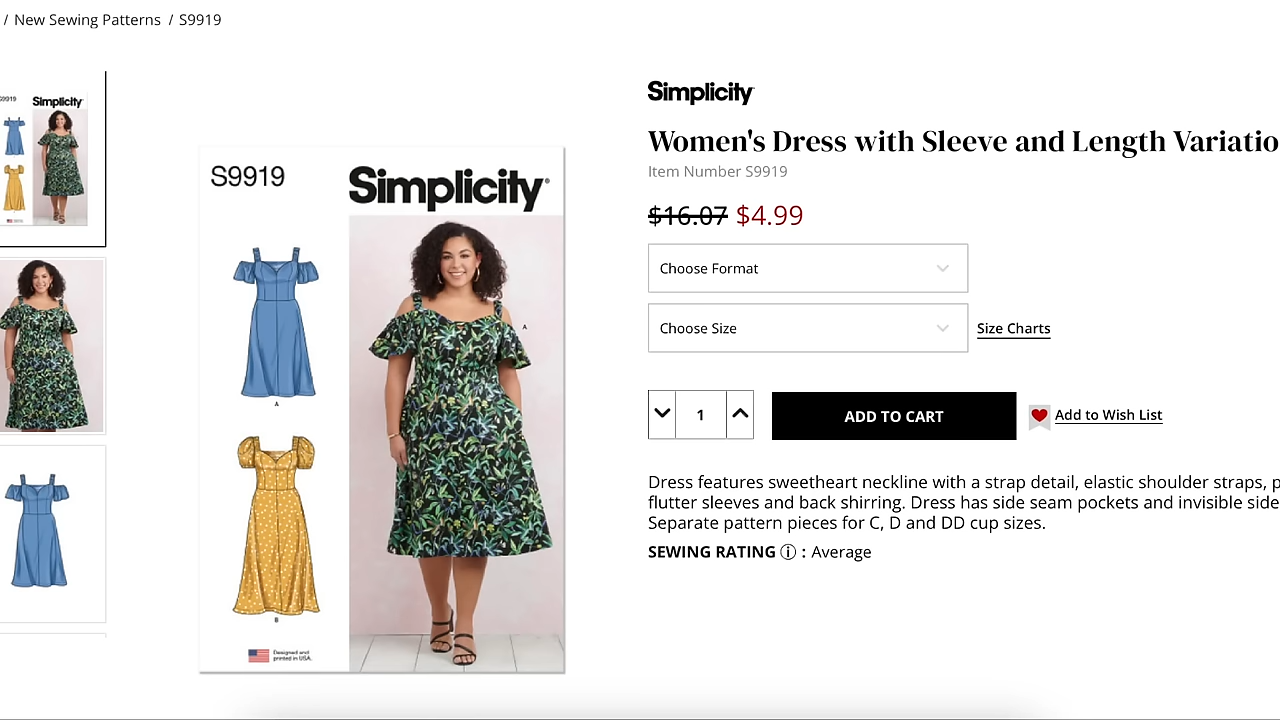 / New Sewing Patterns / S9919
S9919
Simplicity
Simplicity
S9919
Simplicity®
A
A
B
Designed and
printed in USA.
Women's Dress with Sleeve and Length Variatio
Item Number S9919
$16.07 $4.99
Choose Format
Choose Size
Size Charts
1
ADD TO CART
Add to Wish List
Dress features sweetheart neckline with a strap detail, elastic shoulder straps, p
flutter sleeves and back shirring. Dress has side seam pockets and invisible side
Separate pattern pieces for C, D and DD cup sizes.
SEWING RATING ⓘ : Average